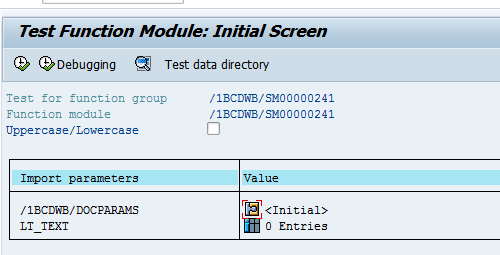 Test Function Module: Initial Screen
Debugging Test data directory
Test for function group /1BCDWB/SM00000241
Function module /1BCDWB/SM00000241
Uppercase/Lowercase
Import parameters Value
/1BCDWB/DOCPARAMS <Initial>
LT_TEXT 0 Entries